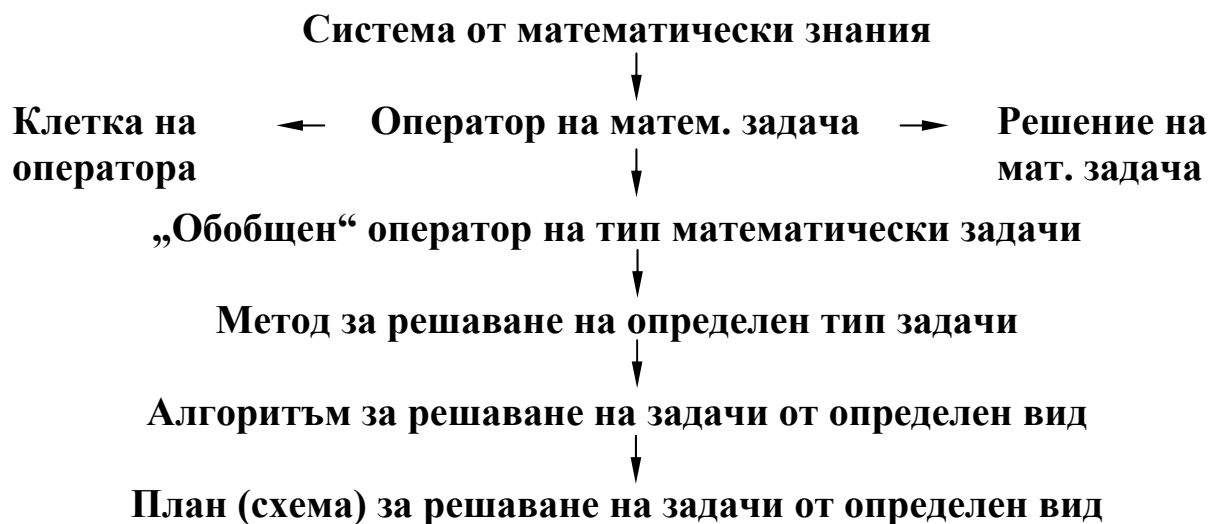 Система от математически знания
Клетка на оператора
Оператор на матем. задача
Решение на мат. задача
„Обобщен“ оператор на тип математически задачи
Метод за решаване на определен тип задачи
Алгоритъм за решаване на задачи от определен вид
План (схема) за решаване на задачи от определен вид